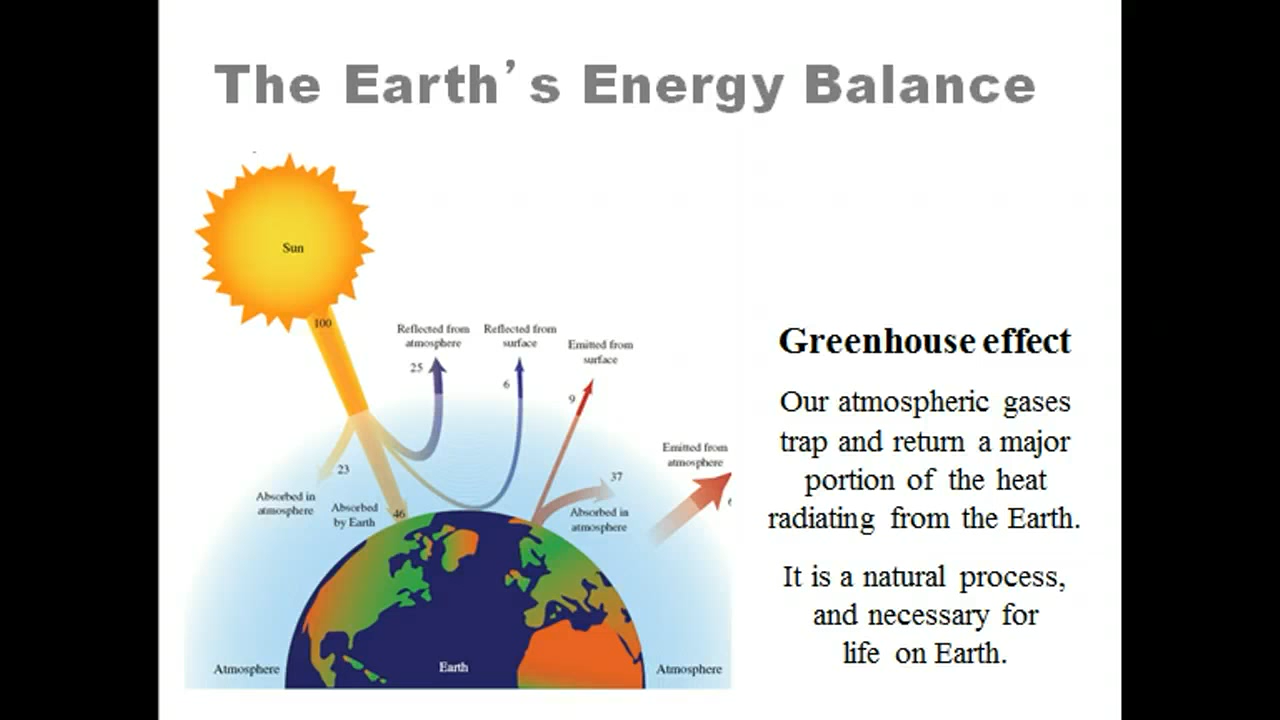 The Earth's Energy Balance
Sun
100
Reflected from
atmosphere
25
Reflected from
surface
6
Emitted from
surface
9
Emitted from
atmosphere
37
Absorbed in
atmosphere
23
Absorbed in
atmosphere
Absorbed
by Earth
46
Atmosphere
Earth
Atmosphere
Greenhouse effect
Our atmospheric gases
trap and return a major
portion of the heat
radiating from the Earth.
It is a natural process,
and necessary for
life on Earth.